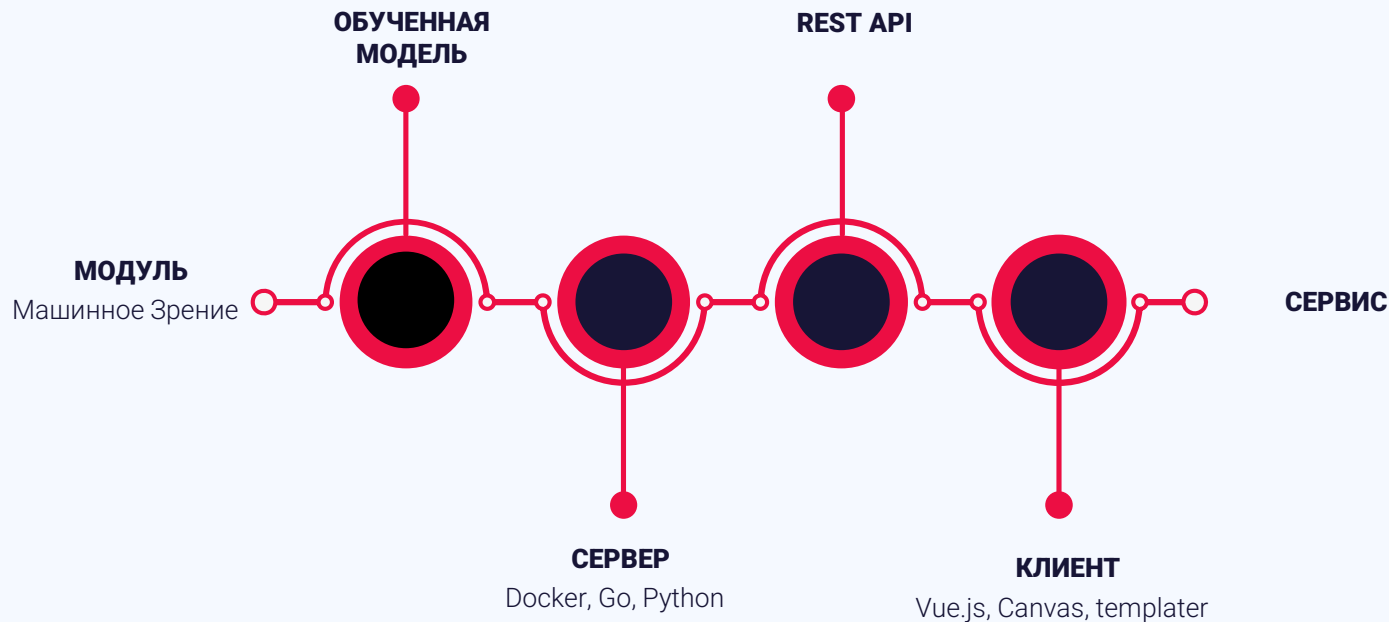 ОБУЧЕННАЯ
МОДЕЛЬ
REST API
МОДУЛЬ
Машинное Зрение
СЕРВИС
СЕРВЕР
Docker, Go, Python
КЛИЕНТ
Vue.js, Canvas, templater